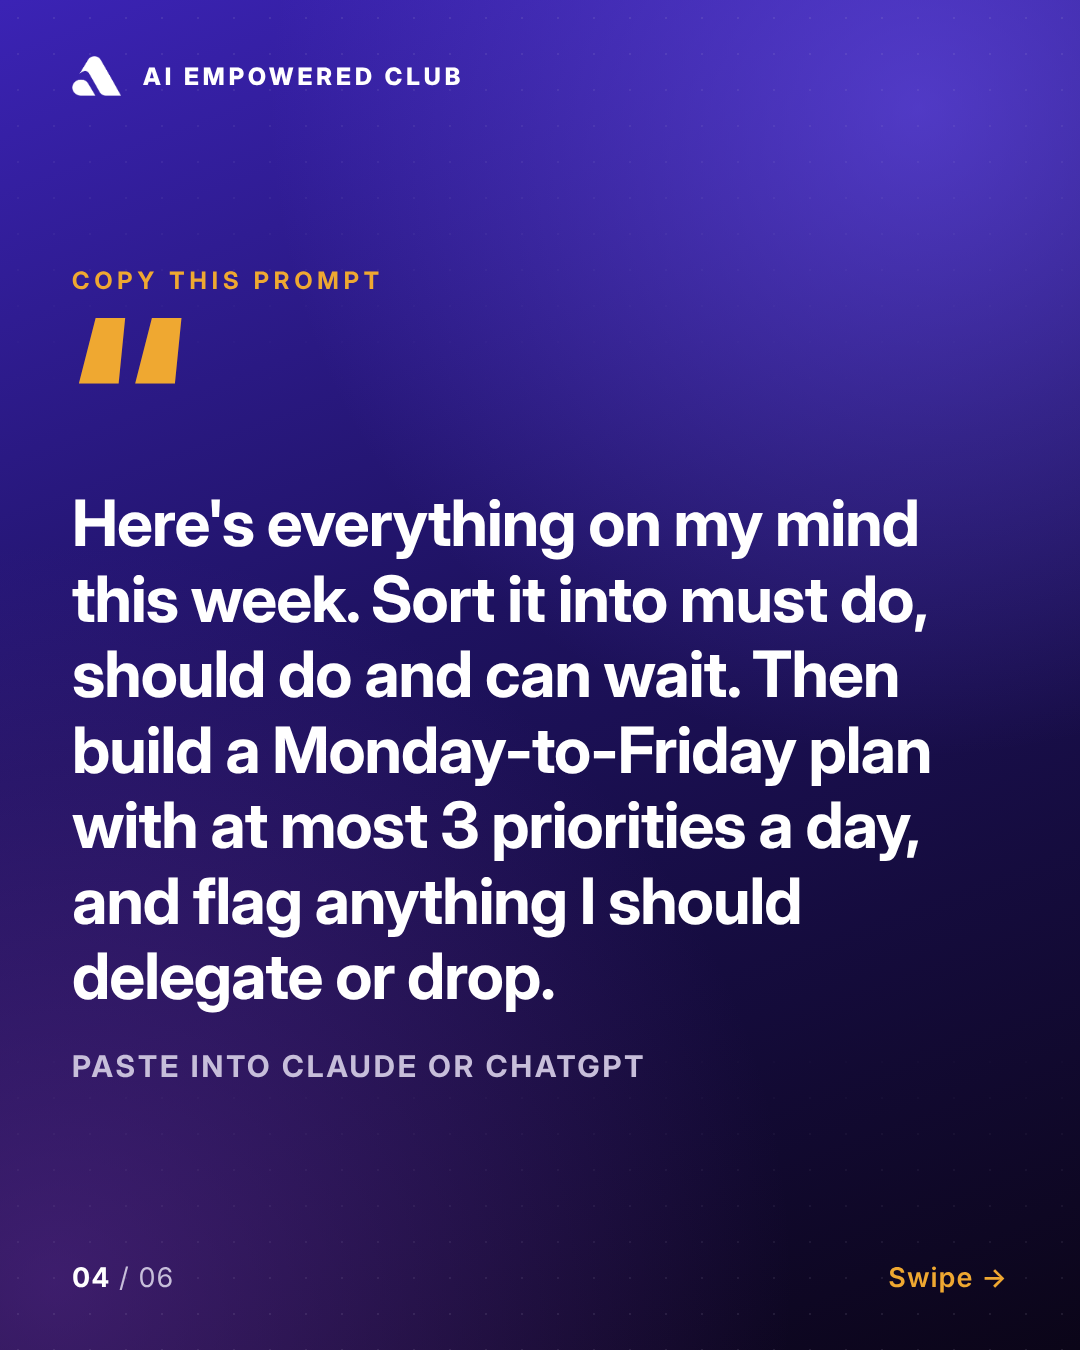 AI EMPOWERED CLUB
COPY THIS PROMPT
"
Here's everything on my mind
this week. Sort it into must do,
should do and can wait. Then
build a Monday-to-Friday plan
with at most 3 priorities a day,
and flag anything I should
delegate or drop.
PASTE INTO CLAUDE OR CHATGPT
04 / 06
Swipe →